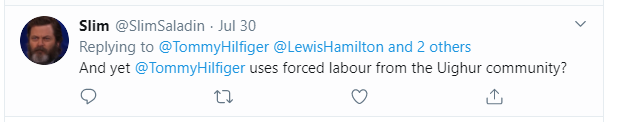 Slim @SlimSaladin · Jul 30
Replying to @TommyHilfiger @LewisHamilton and 2 others
And yet @TommyHilfiger uses forced labour from the Uighur community?